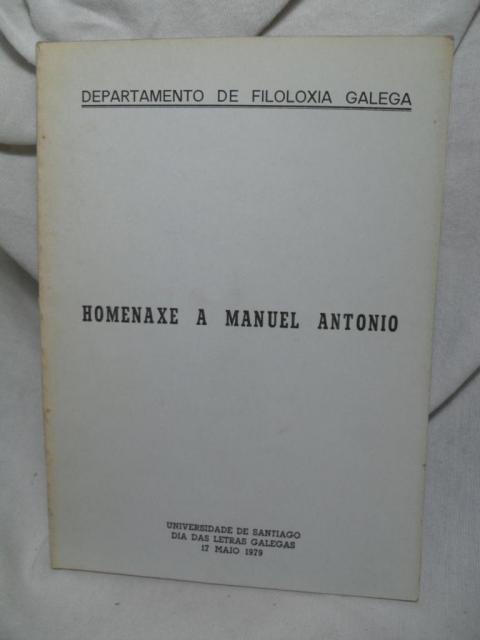 DEPARTAMENTO DE FILOLOXIA GALEGA
HOMENAXE A MANUEL ANTONIO
UNIVERSIDADE DE SANTIAGO
DIA DAS LETRAS GALEGAS
17 MAIO 1979